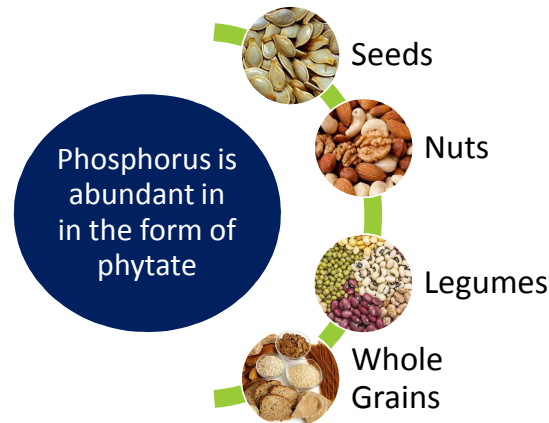 Phosphorus is
abundant in
in the form of
phytate
Seeds
Nuts
Legumes
Whole
Grains